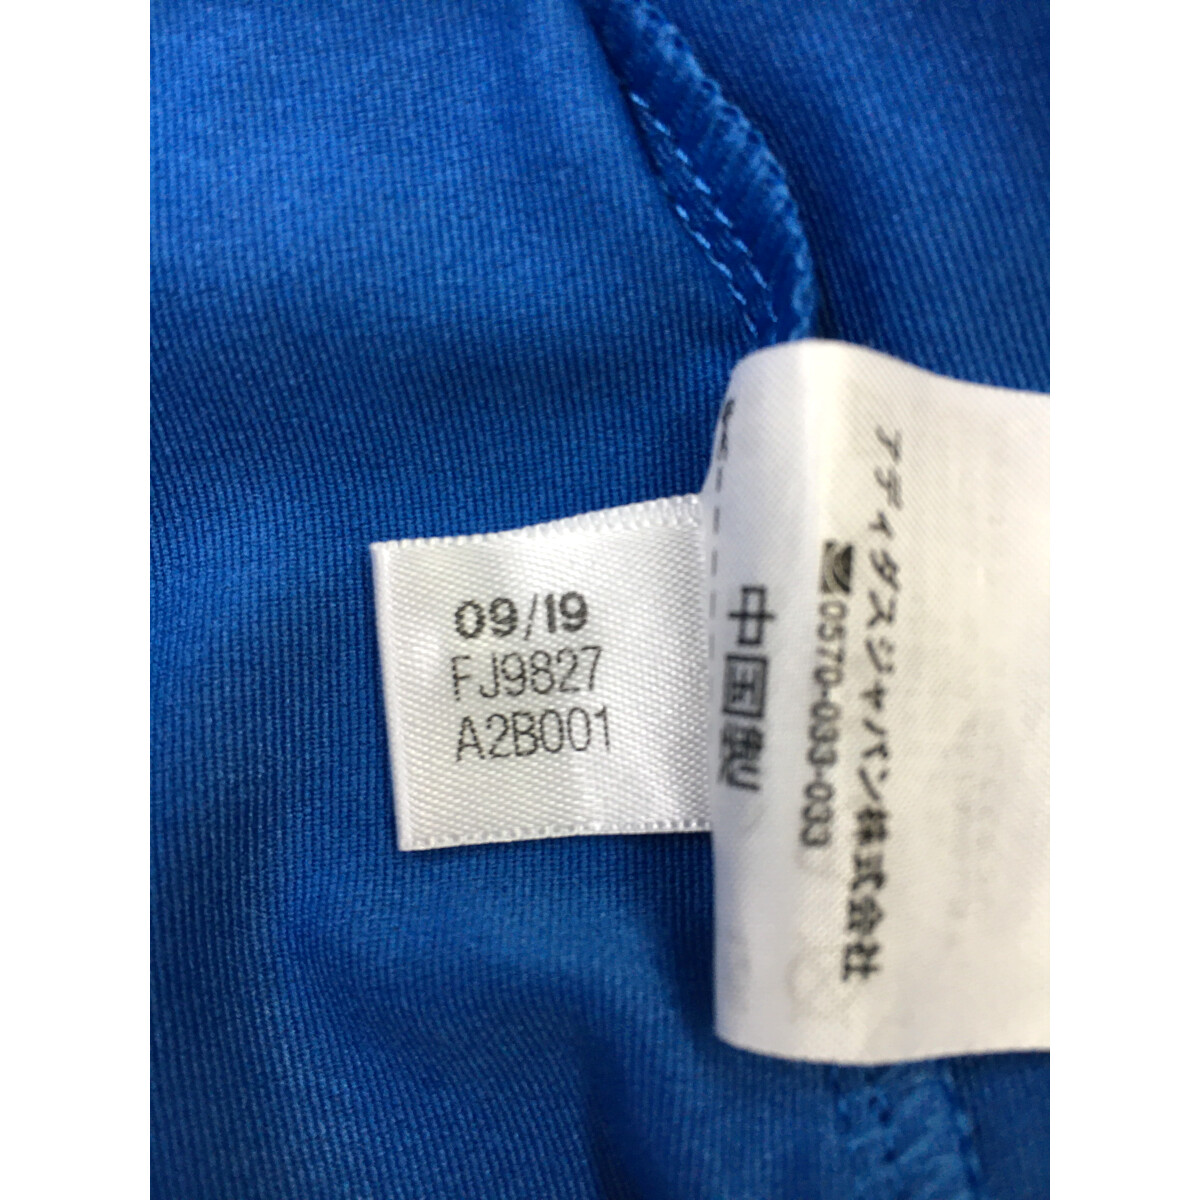 09/19
FJ9827
A2B001
アディダスジャパン株式会社
0570-033-033
中国製